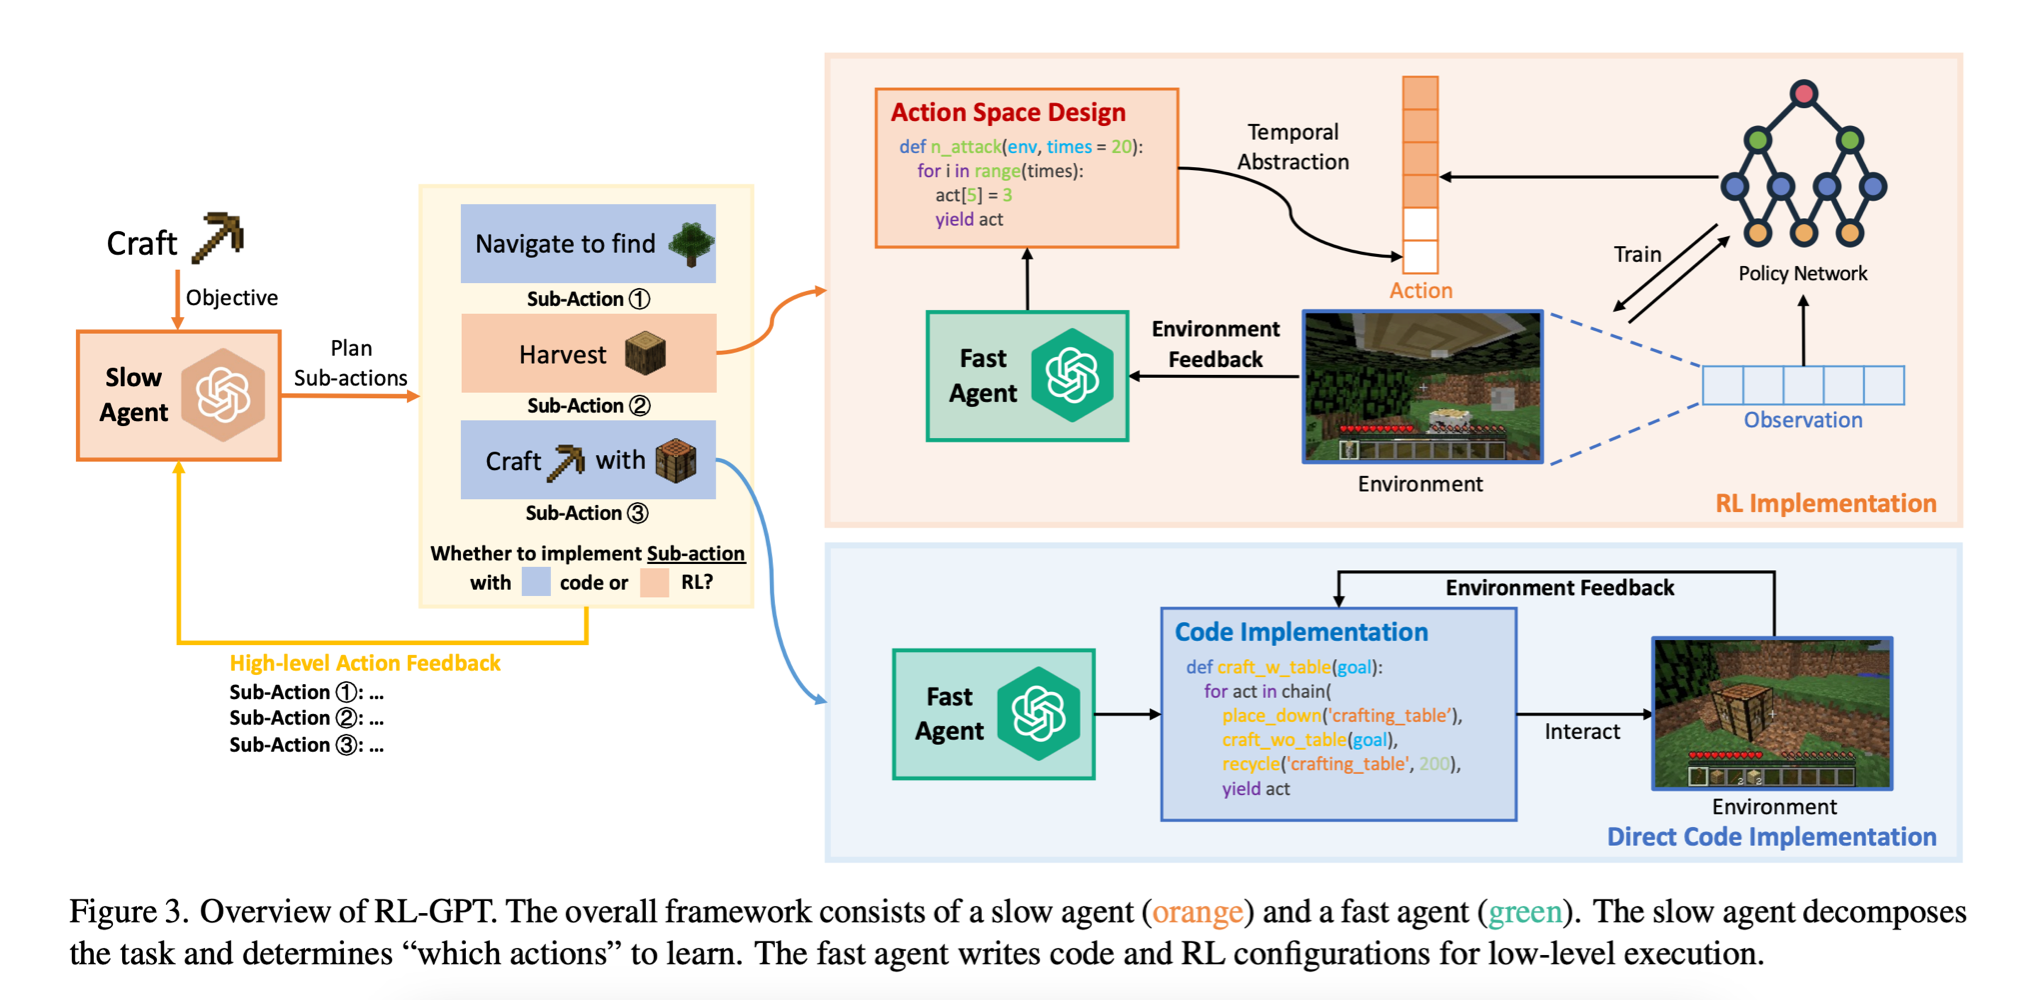 Craft
Objective
Slow
Agent
Plan
Sub-actions
Navigate to find
Sub-Action ①
Harvest
Sub-Action ②
Craft with
Sub-Action ③
Whether to implement Sub-action
with code or RL?
High-level Action Feedback
Sub-Action ①: ...
Sub-Action ②: ...
Sub-Action ③: ...
Action Space Design
def n_attack(env, times = 20):
for i in range(times):
act[5] = 3
yield act
Temporal
Abstraction
Action
Train
Policy Network
Fast
Agent
Environment
Feedback
Environment
Observation
RL Implementation
Environment Feedback
Fast
Agent
Code Implementation
def craft_w_table(goal):
for act in chain(
place_down('crafting_table’),
craft_wo_table(goal),
recycle('crafting_table', 200),
yield act
Interact
2 2
Environment
Direct Code Implementation
Figure 3. Overview of RL-GPT. The overall framework consists of a slow agent (orange) and a fast agent (green). The slow agent decomposes
the task and determines “which actions” to learn. The fast agent writes code and RL configurations for low-level execution.